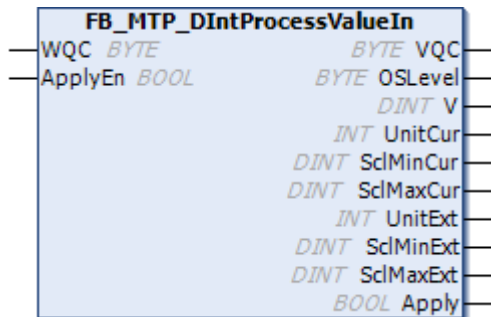 FB_MTP_DIntProcessValueIn
WQC BYTE BYTE VQC
ApplyEn BOOL BYTE OSLevel
DINT V
INT UnitCur
DINT SclMinCur
DINT SclMaxCur
INT UnitExt
DINT SclMinExt
DINT SclMaxExt
BOOL Apply